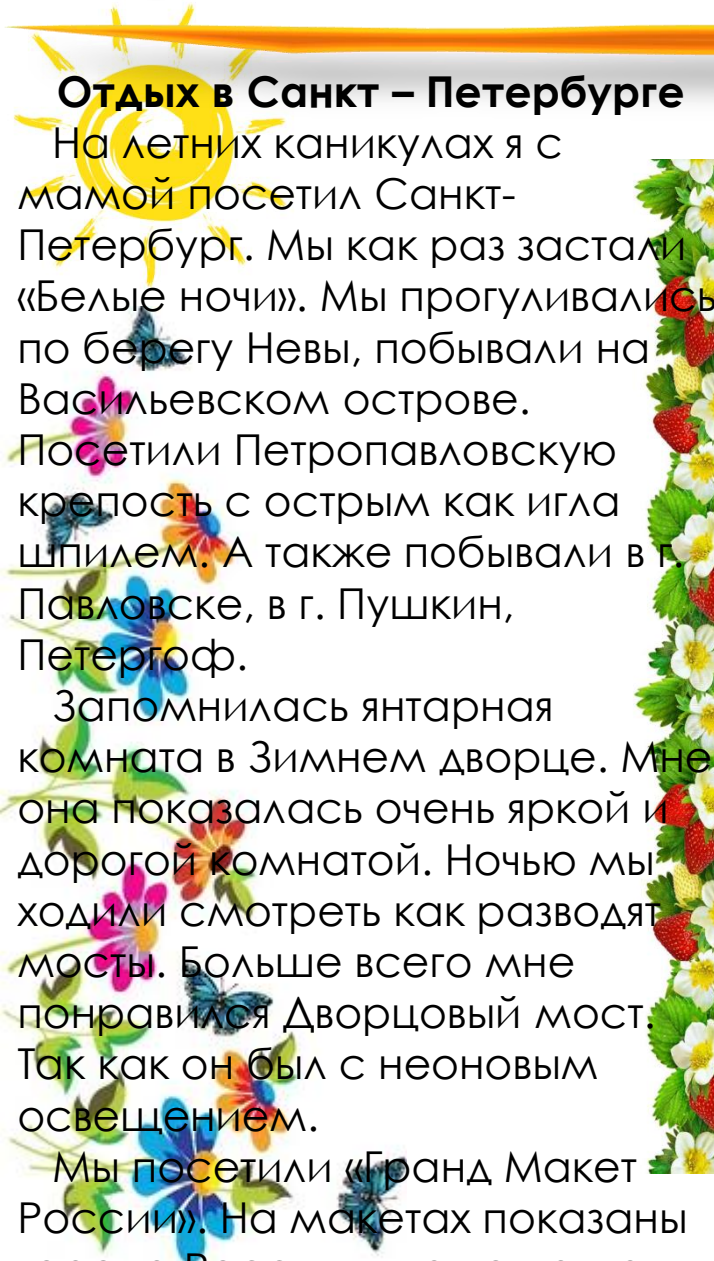 Отдых в Санкт – Петербурге
На летних каникулах я с
мамой посетил Санкт-
Петербург. Мы как раз застали
«Белые ночи». Мы прогуливались
по берегу Невы, побывали на
Васильевском острове.
Посетили Петропавловскую
крепость с острым как игла
шпилем. А также побывали в г.
Павловске, в г. Пушкин,
Петергоф.
Запомнилась янтарная
комната в Зимнем дворце. Мне
она показалась очень яркой и
дорогой комнатой. Ночью мы
ходили смотреть как разводят
мосты. Больше всего мне
понравился Дворцовый мост.
Так как он был с неоновым
освещением.
Мы посетили «Гранд Макет
России». На макетах показаны